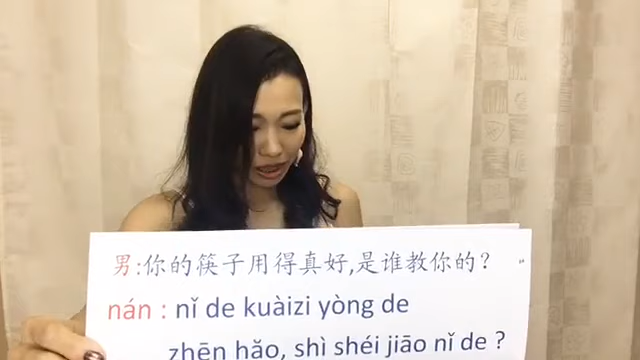 男:你的筷子用得真好,是谁教你的?
nán : nǐ de kuàizi yòng de
zhēn hǎo, shì shéi jiāo nǐ de ?